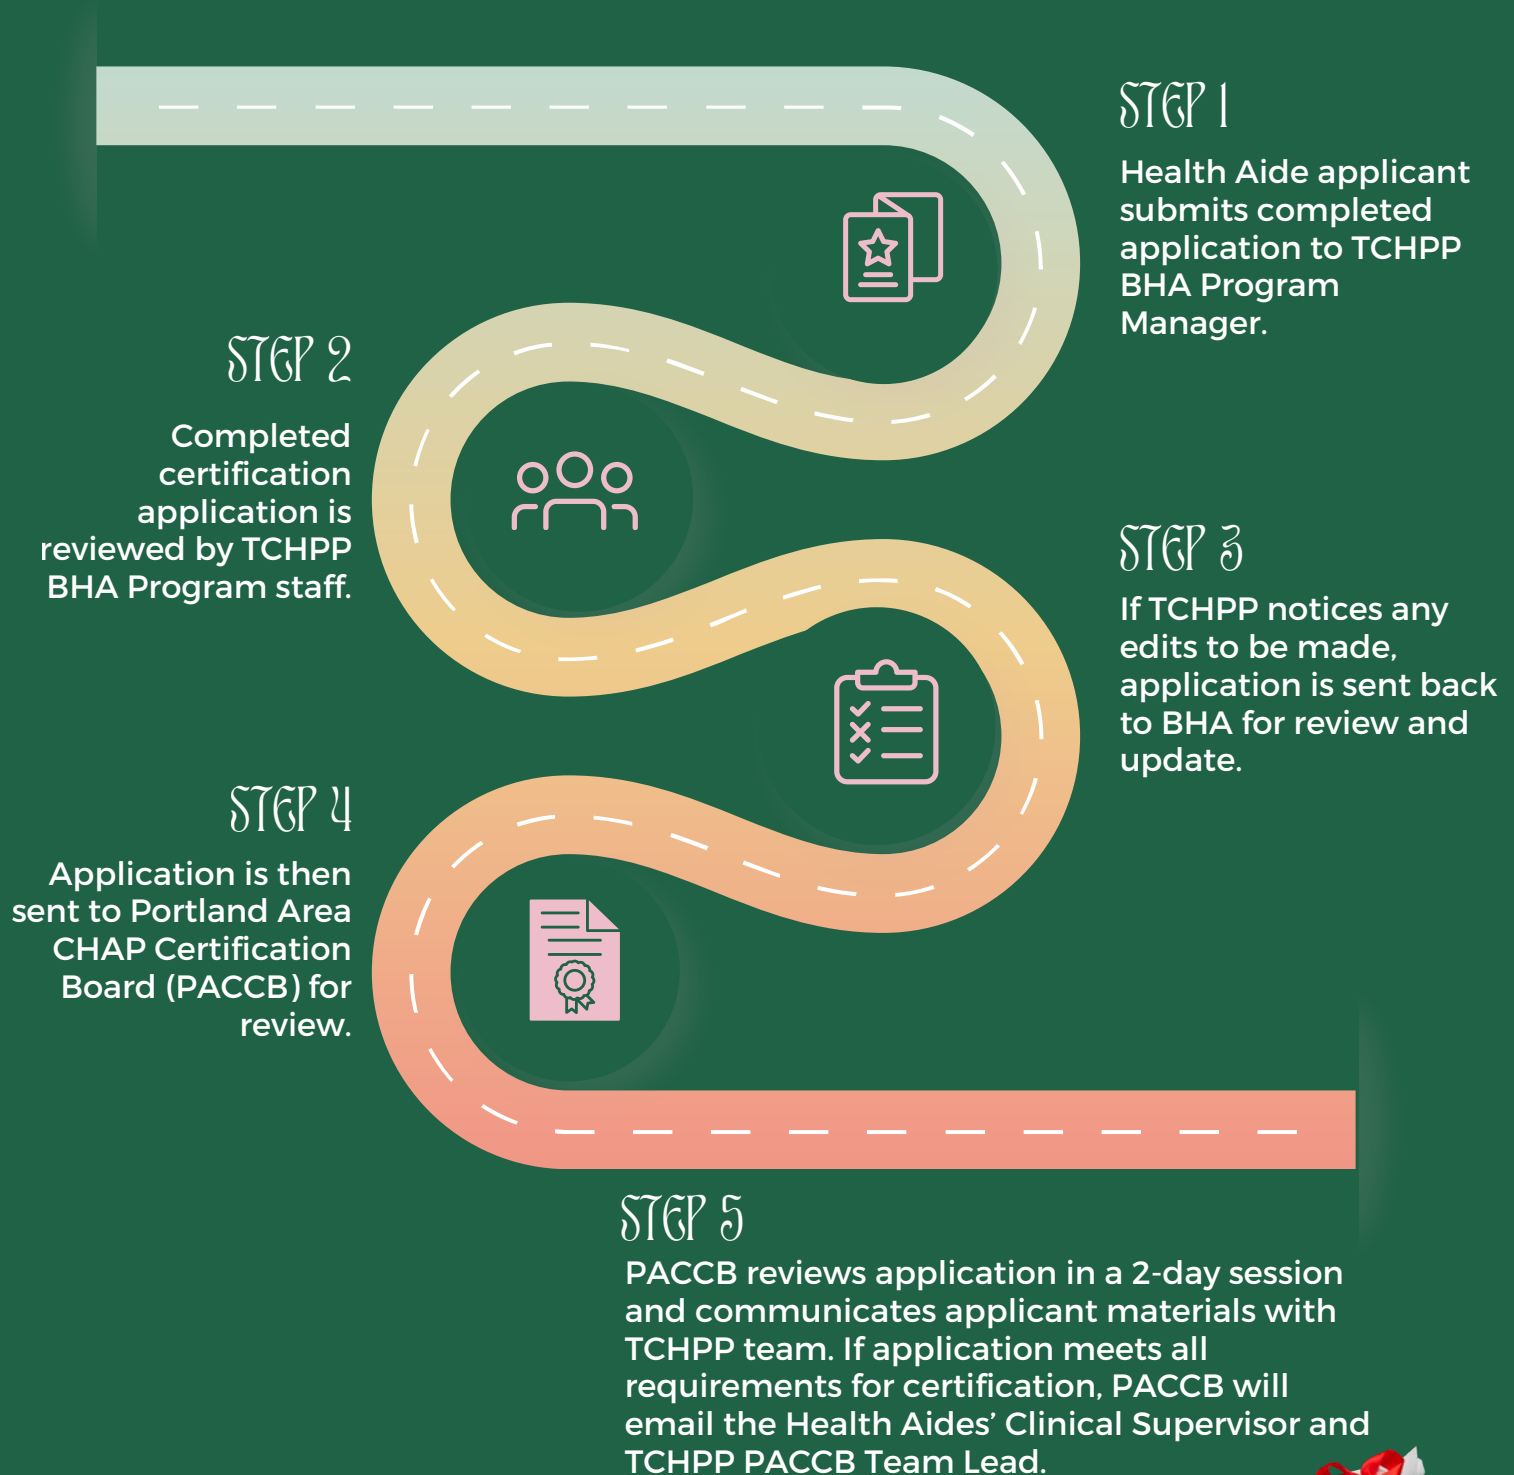 STEP 1
Health Aide applicant
submits completed
application to TCHPP
BHA Program
Manager.
STEP 2
Completed
certification
application is
reviewed by TCHPP
BHA Program staff.
STEP 3
If TCHPP notices any
edits to be made,
application is sent back
to BHA for review and
update.
STEP 4
Application is then
sent to Portland Area
CHAP Certification
Board (PACCB) for
review.
STEP 5
PACCB reviews application in a 2-day session
and communicates applicant materials with
TCHPP team. If application meets all
requirements for certification, PACCB will
email the Health Aides’ Clinical Supervisor and
TCHPP PACCB Team Lead.